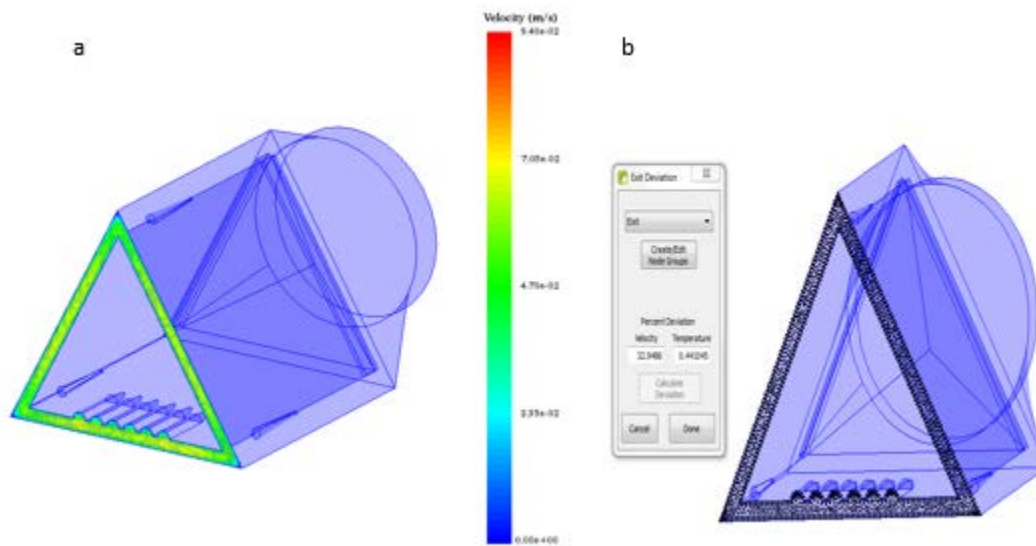 a
Velocity (m/s)
9.40e-02
7.05e-02
4.70e-02
2.35e-02
0.00e+00
b
Exit Deviation
Exit
Create/Edit
Node Groups
Percent Deviation
Velocity Temperature
32.9486 0.441045
Calculate
Deviation
Cancel Done